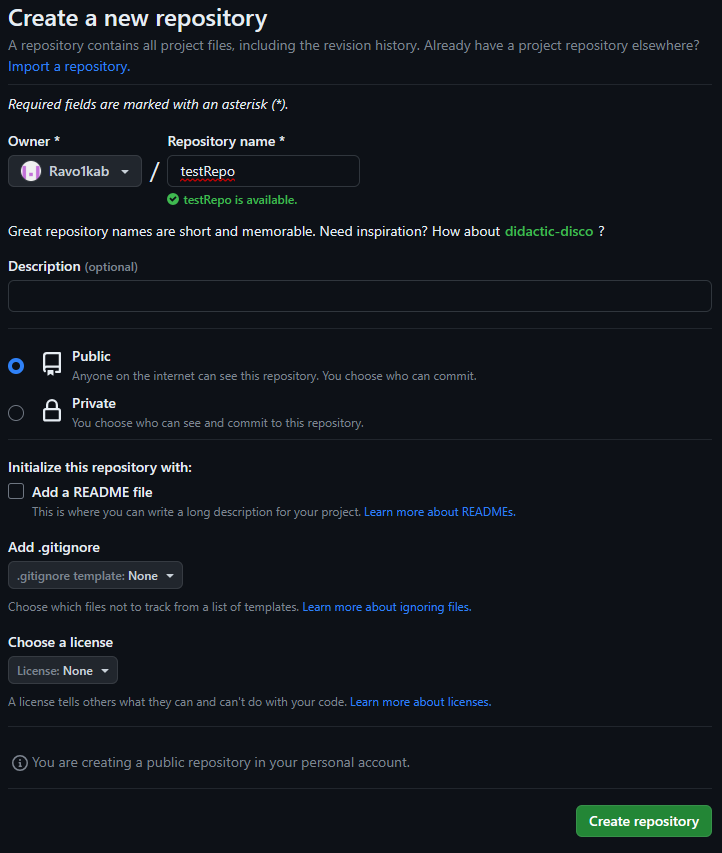 Create a new repository
A repository contains all project files, including the revision history. Already have a project repository elsewhere?
Import a repository.
Required fields are marked with an asterisk (*).
Owner * Repository name *
Ravo1kab / testRepo
testRepo is available.
Great repository names are short and memorable. Need inspiration? How about didactic-disco ?
Description (optional)
Public
Anyone on the internet can see this repository. You choose who can commit.
Private
You choose who can see and commit to this repository.
Initialize this repository with:
Add a README file
This is where you can write a long description for your project. Learn more about READMEs.
Add .gitignore
.gitignore template: None
Choose which files not to track from a list of templates. Learn more about ignoring files.
Choose a license
License: None
A license tells others what they can and can't do with your code. Learn more about licenses.
You are creating a public repository in your personal account.
Create repository